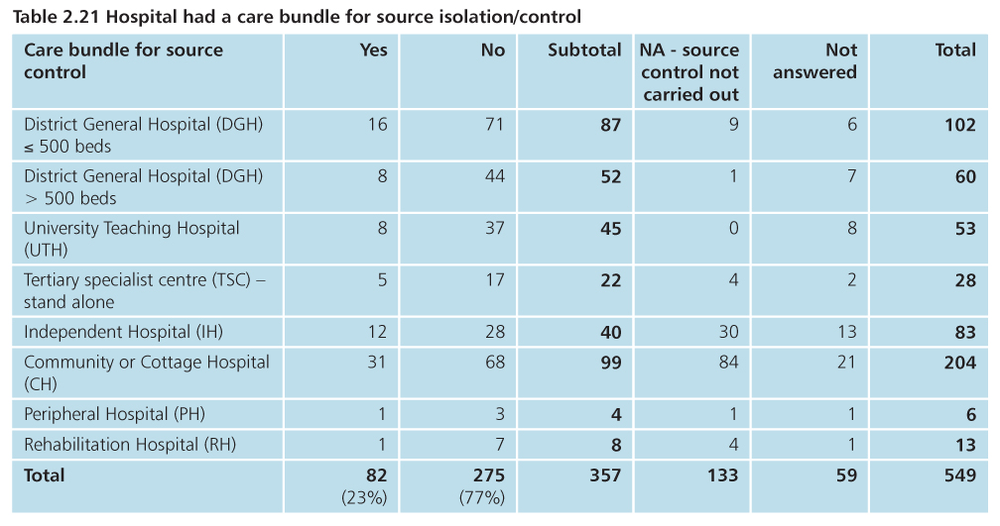 Table 2.21 Hospital had a care bundle for source isolation/control
Care bundle for source control Yes No Subtotal NA - source control not carried out Not answered Total
District General Hospital (DGH) ≤ 500 beds 16 71 87 9 6 102
District General Hospital (DGH) > 500 beds 8 44 52 1 7 60
University Teaching Hospital (UTH) 8 37 45 0 8 53
Tertiary specialist centre (TSC) – stand alone 5 17 22 4 2 28
Independent Hospital (IH) 12 28 40 30 13 83
Community or Cottage Hospital (CH) 31 68 99 84 21 204
Peripheral Hospital (PH) 1 3 4 1 1 6
Rehabilitation Hospital (RH) 1 7 8 4 1 13
Total 82 275 357 133 59 549
(23%) (77%)